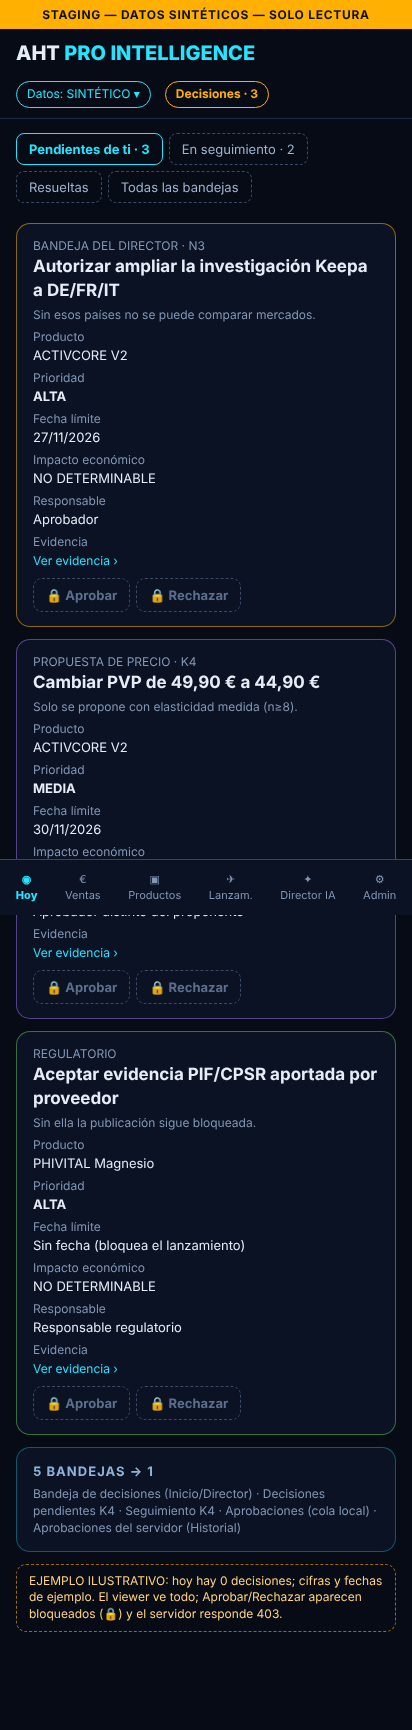 STAGING — DATOS SINTÉTICOS — SOLO LECTURA
AHT PRO INTELLIGENCE
Datos: SINTÉTICO ▾
Decisiones · 3
Pendientes de ti · 3
En seguimiento · 2
Resueltas
Todas las bandejas
BANDEJA DEL DIRECTOR · N3
Autorizar ampliar la investigación Keepa
a DE/FR/IT
Sin esos países no se puede comparar mercados.
Producto
ACTIVCORE V2
Prioridad
ALTA
Fecha límite
27/11/2026
Impacto económico
NO DETERMINABLE
Responsable
Aprobador
Evidencia
Ver evidencia ›
🔒 Aprobar
🔒 Rechazar
PROPUESTA DE PRECIO · K4
Cambiar PVP de 49,90 € a 44,90 €
Solo se propone con elasticidad medida (n≥8).
Producto
ACTIVCORE V2
Prioridad
MEDIA
Fecha límite
30/11/2026
Impacto económico
Hoy
€ Ventas
Productos
Lanzam.
Director IA
Admin
Aprobador distinto del proponente
Evidencia
Ver evidencia ›
🔒 Aprobar
🔒 Rechazar
REGULATORIO
Aceptar evidencia PIF/CPSR aportada por
proveedor
Sin ella la publicación sigue bloqueada.
Producto
PHIVITAL Magnesio
Prioridad
ALTA
Fecha límite
Sin fecha (bloquea el lanzamiento)
Impacto económico
NO DETERMINABLE
Responsable
Responsable regulatorio
Evidencia
Ver evidencia ›
🔒 Aprobar
🔒 Rechazar
5 BANDEJAS → 1
Bandeja de decisiones (Inicio/Director) · Decisiones
pendientes K4 · Seguimiento K4 · Aprobaciones (cola local) ·
Aprobaciones del servidor (Historial)
EJEMPLO ILUSTRATIVO: hoy hay 0 decisiones; cifras y fechas
de ejemplo. El viewer ve todo; Aprobar/Rechazar aparecen
bloqueados (🔒) y el servidor responde 403.